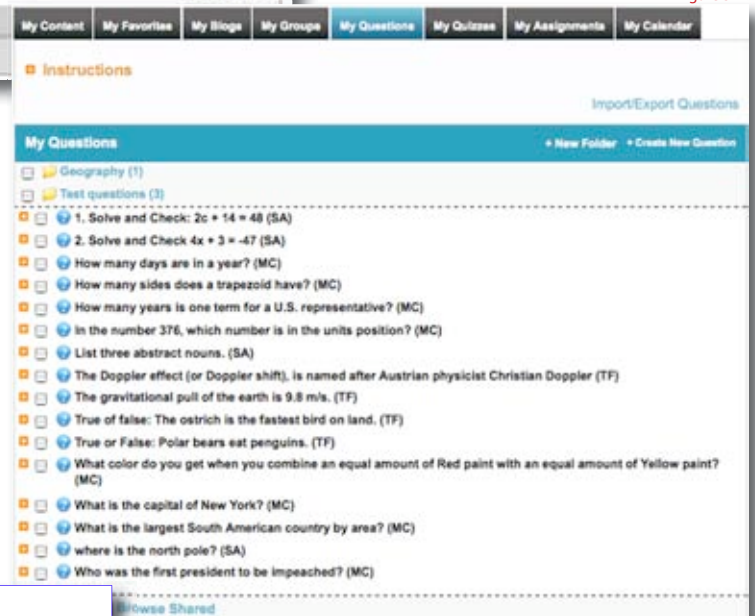 My Content My Favorites My Blogs My Groups My Questions My Quizzes My Assignments My Calendar
Instructions
Import/Export Questions
My Questions + New Folder + Create New Question
Geography (1)
Test questions (3)
1. Solve and Check: 2c + 14 = 48 (SA)
2. Solve and Check 4x + 3 = -47 (SA)
How many days are in a year? (MC)
How many sides does a trapezoid have? (MC)
How many years is one term for a U.S. representative? (MC)
In the number 376, which number is in the units position? (MC)
List three abstract nouns. (SA)
The Doppler effect (or Doppler shift), is named after Austrian physicist Christian Doppler (TF)
The gravitational pull of the earth is 9.8 m/s. (TF)
True of false: The ostrich is the fastest bird on land. (TF)
True or False: Polar bears eat penguins. (TF)
What color do you get when you combine an equal amount of Red paint with an equal amount of Yellow paint?
(MC)
What is the capital of New York? (MC)
What is the largest South American country by area? (MC)
where is the north pole? (SA)
Who was the first president to be impeached? (MC)
Browse Shared